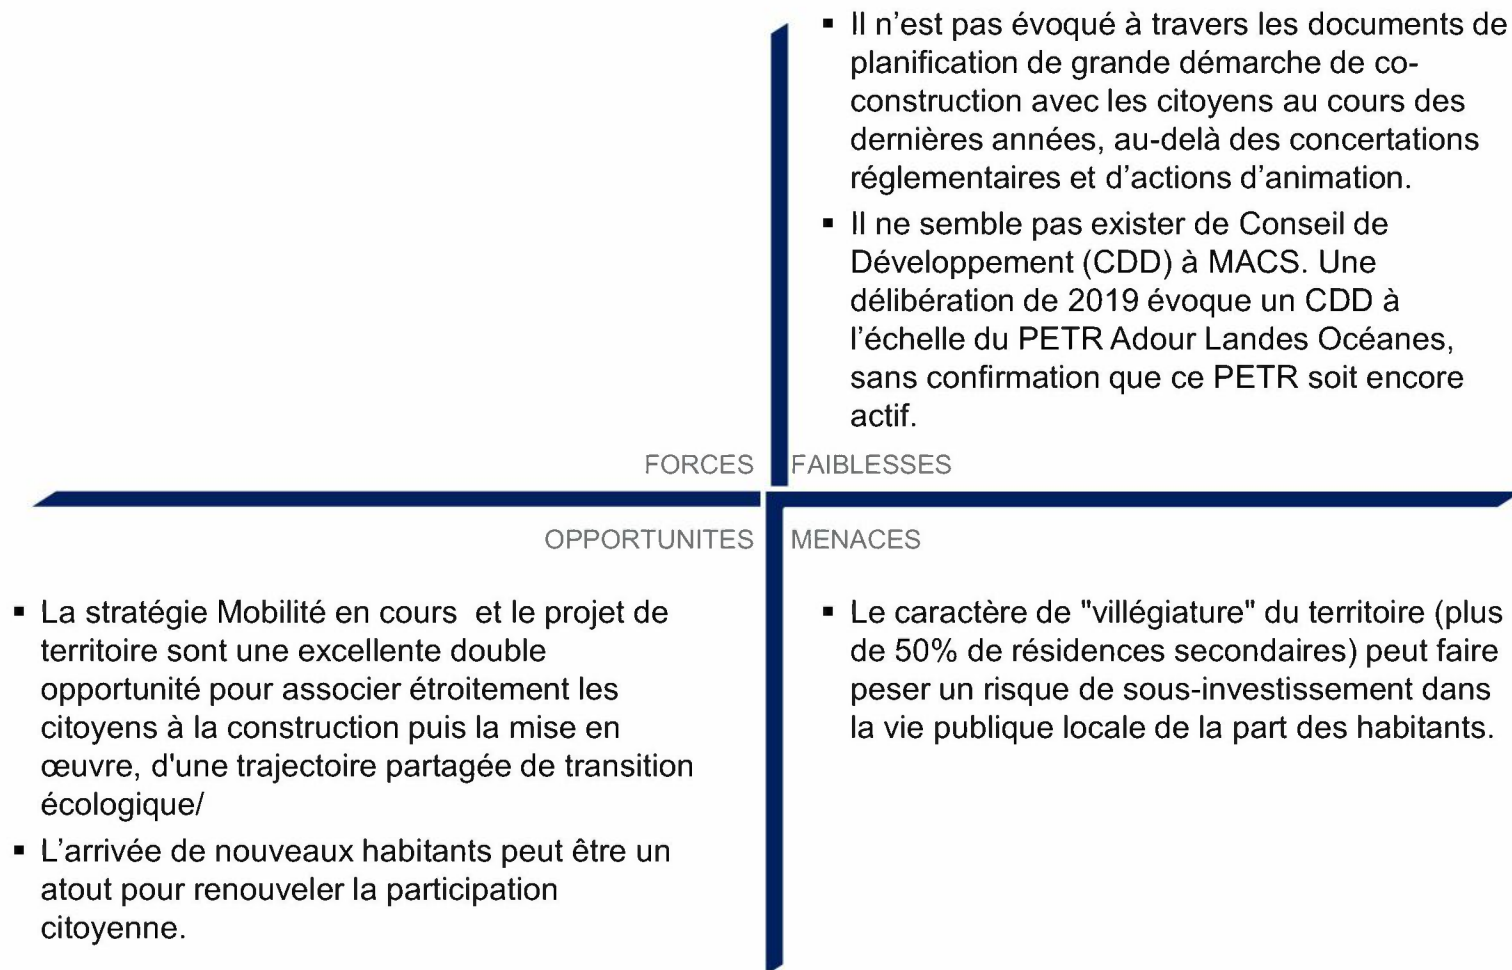 ▪ Il n'est pas évoqué à travers les documents de
planification de grande démarche de co-
construction avec les citoyens au cours des
dernières années, au-delà des concertations
réglementaires et d'actions d'animation.
▪ Il ne semble pas exister de Conseil de
Développement (CDD) à MACS. Une
délibération de 2019 évoque un CDD à
l'échelle du PETR Adour Landes Océanes,
sans confirmation que ce PETR soit encore
actif.
FORCES
FAIBLESSES
OPPORTUNITES
MENACES
▪ La stratégie Mobilité en cours  et le projet de
territoire sont une excellente double
opportunité pour associer étroitement les
citoyens à la construction puis la mise en
œuvre, d'une trajectoire partagée de transition
écologique/
▪ L'arrivée de nouveaux habitants peut être un
atout pour renouveler la participation
citoyenne.
▪ Le caractère de "villégiature" du territoire (plus
de 50% de résidences secondaires) peut faire
peser un risque de sous-investissement dans
la vie publique locale de la part des habitants.